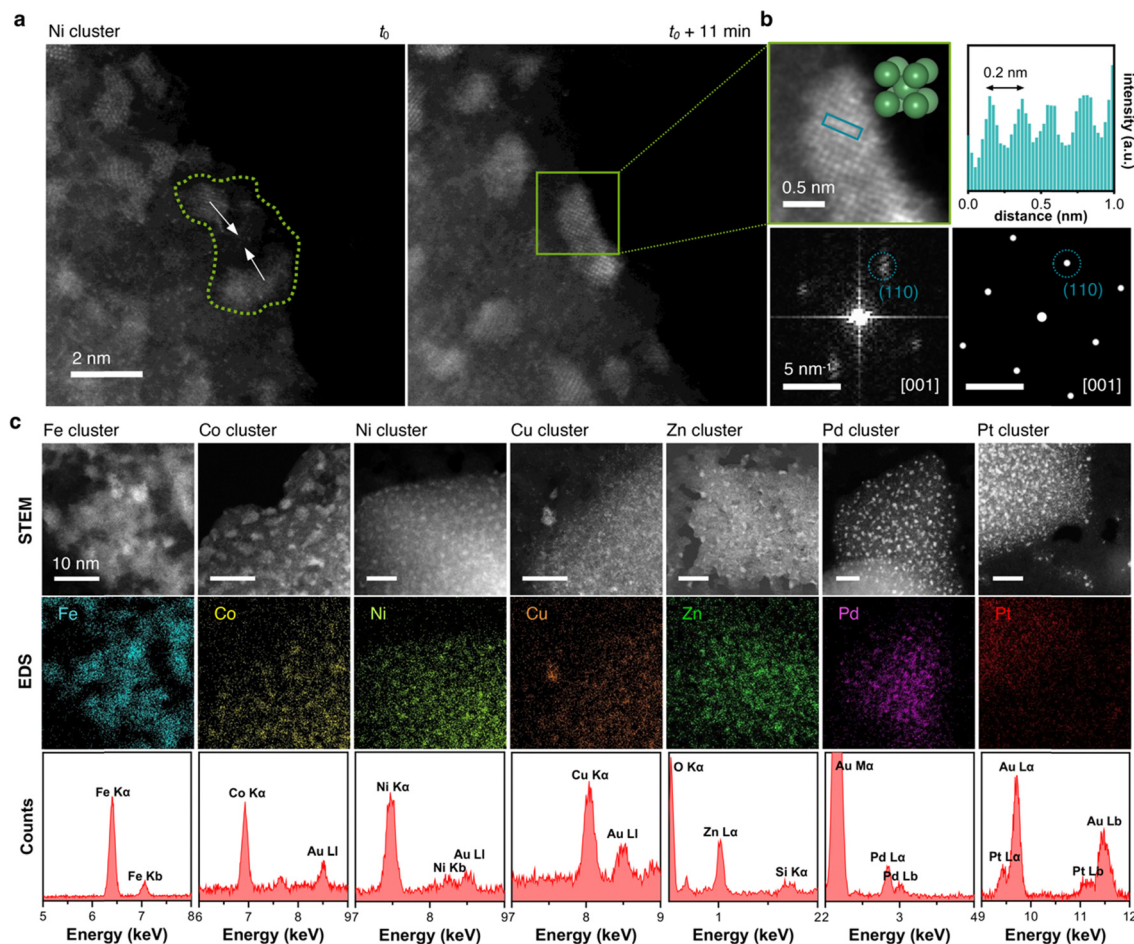 a
b
Ni cluster
t0
t0 + 11 min
2 nm
0.5 nm
0.2 nm
intensity (a.u.)
0.0 0.5 1.0
distance (nm)
(110)
5 nm-1
[001]
(110)
[001]
c
Fe cluster Co cluster Ni cluster Cu cluster Zn cluster Pd cluster Pt cluster
STEM
10 nm
EDS
Fe Co Ni Cu Zn Pd Pt
Counts
Fe Kα
Fe Kb
Co Kα
Au Ll
Ni Kα
Ni Kb
Au Ll
Cu Kα
Au Ll
O Kα
Zn Lα
Si Kα
Au Mα
Pd Lα
Pd Lb
Pt Lα
Au Lα
Pt Lb
Au Lb
5 6 7 8 6 7 8 9 7 8 9 7 8 9 1 2 2 3 4 9 10 11 12
Energy (keV) Energy (keV) Energy (keV) Energy (keV) Energy (keV) Energy (keV) Energy (keV)